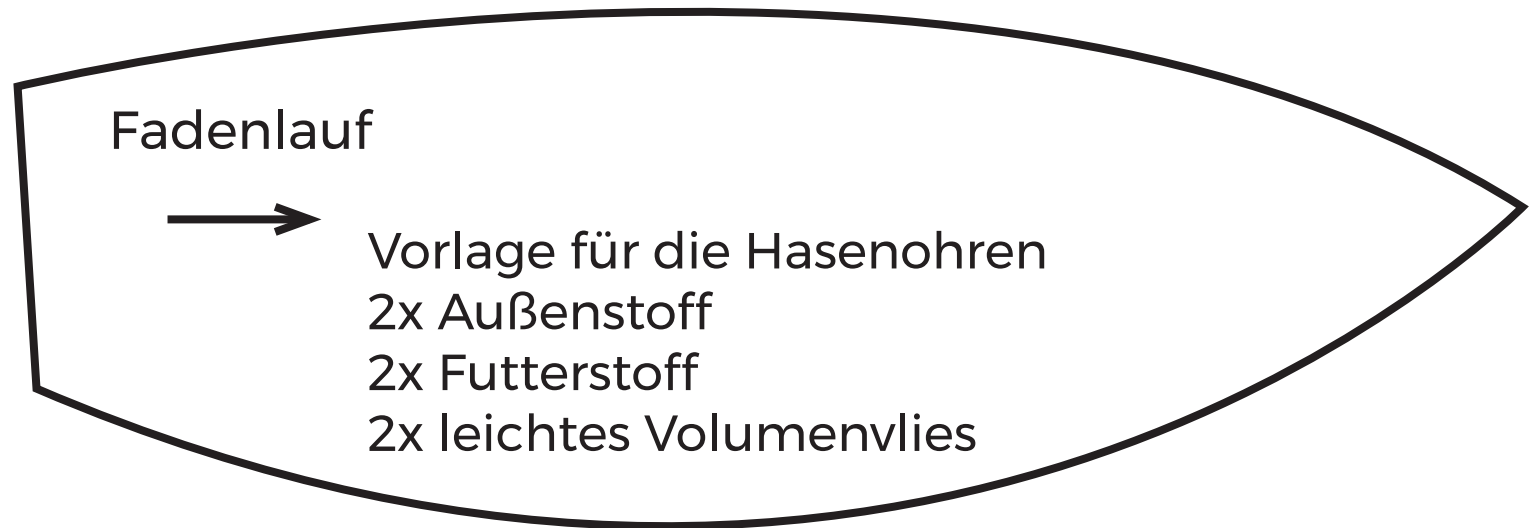 Fadenlauf
Vorlage für die Hasenohren
2x Außenstoff
2x Futterstoff
2x leichtes Volumenvlies